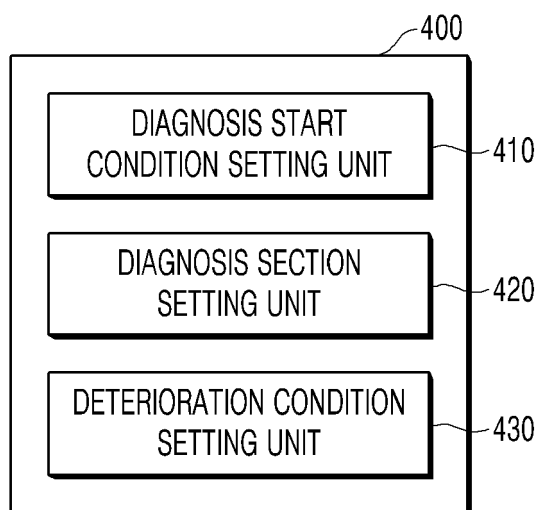 400
DIAGNOSIS START
CONDITION SETTING UNIT
410
DIAGNOSIS SECTION
SETTING UNIT
420
DETERIORATION CONDITION
SETTING UNIT
430